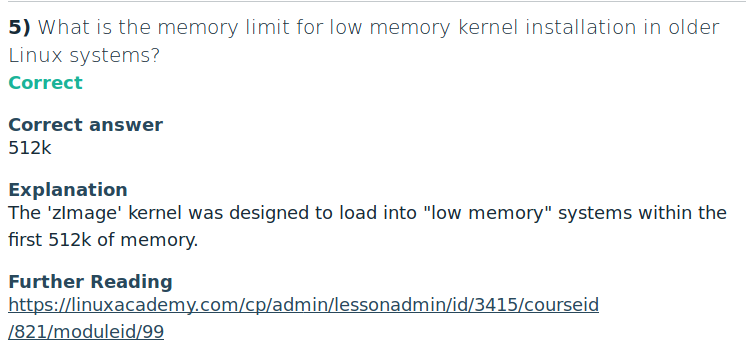 5) What is the memory limit for low memory kernel installation in older
Linux systems?
Correct
Correct answer
512k
Explanation
The 'zImage' kernel was designed to load into "low memory" systems within the
first 512k of memory.
Further Reading
https://linuxacademy.com/cp/admin/lessonadmin/id/3415/courseid
/821/moduleid/99